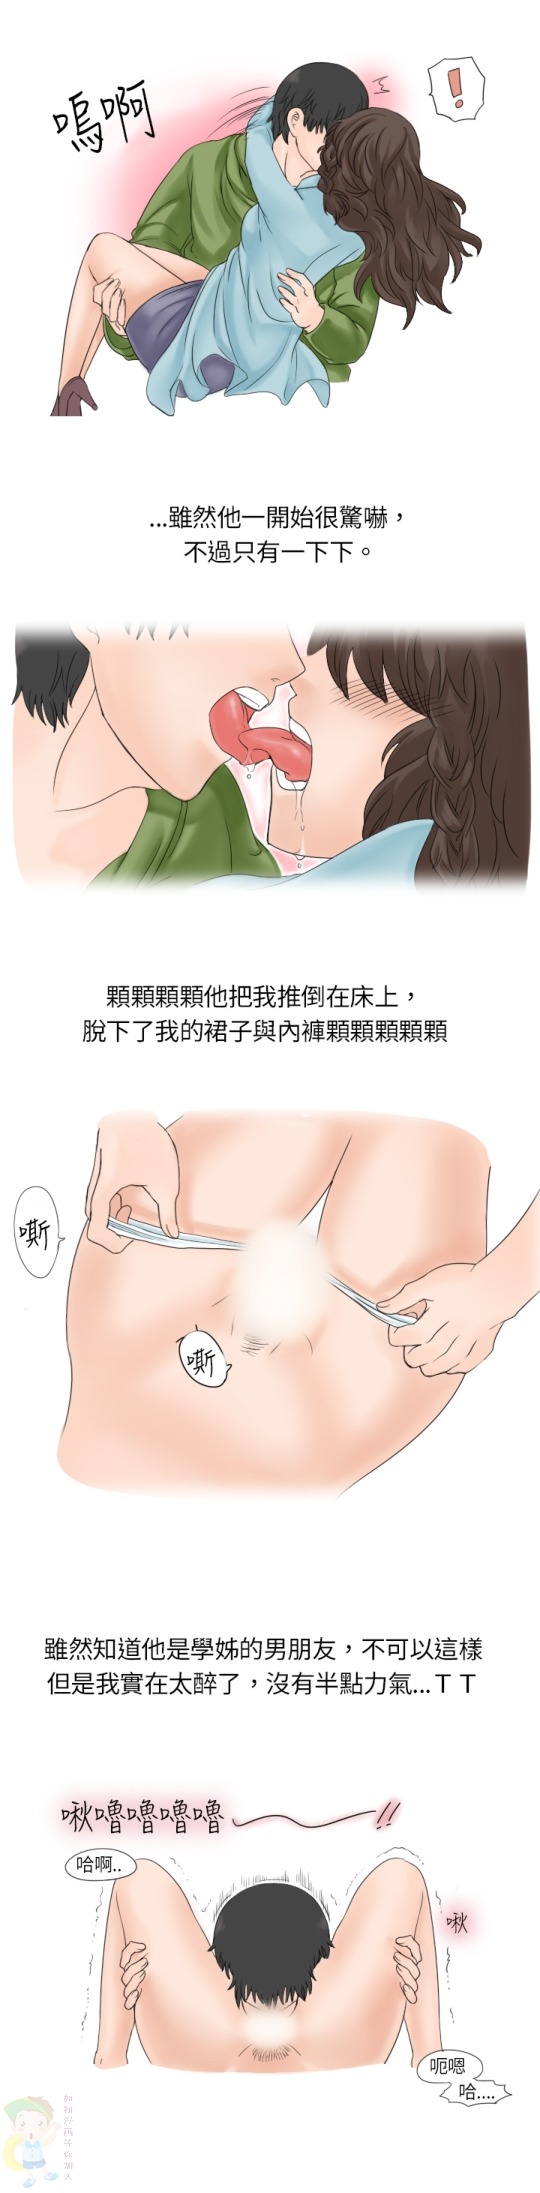 嗚啊
!
...雖然他一開始很驚嚇，
不過只有一下下。
顆顆顆顆他把我推倒在床上，
脫下了我的裙子與內褲顆顆顆顆顆
嘶
嘶
雖然知道他是學姊的男朋友，不可以這樣
但是我實在太醉了，沒有半點力氣...ＴＴ
啾嚕嚕嚕嚕
!!
哈啊..
啾
呃嗯
哈....